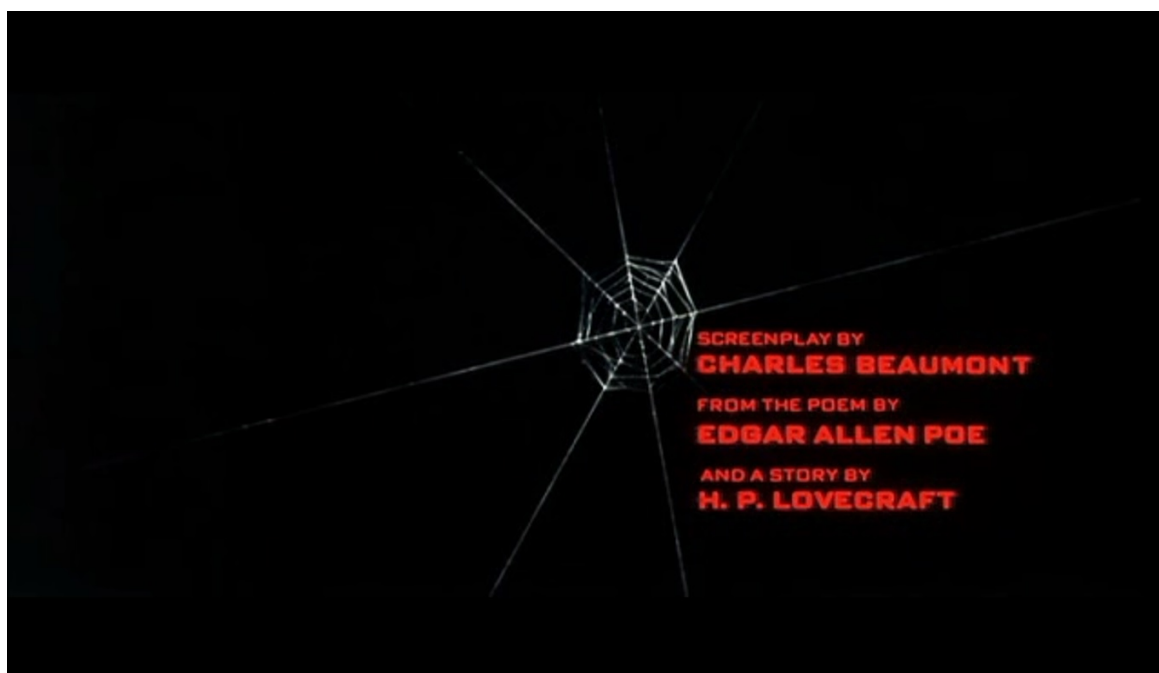 SCREENPLAY BY
CHARLES BEAUMONT
FROM THE POEM BY
EDGAR ALLEN POE
AND A STORY BY
H. P. LOVECRAFT